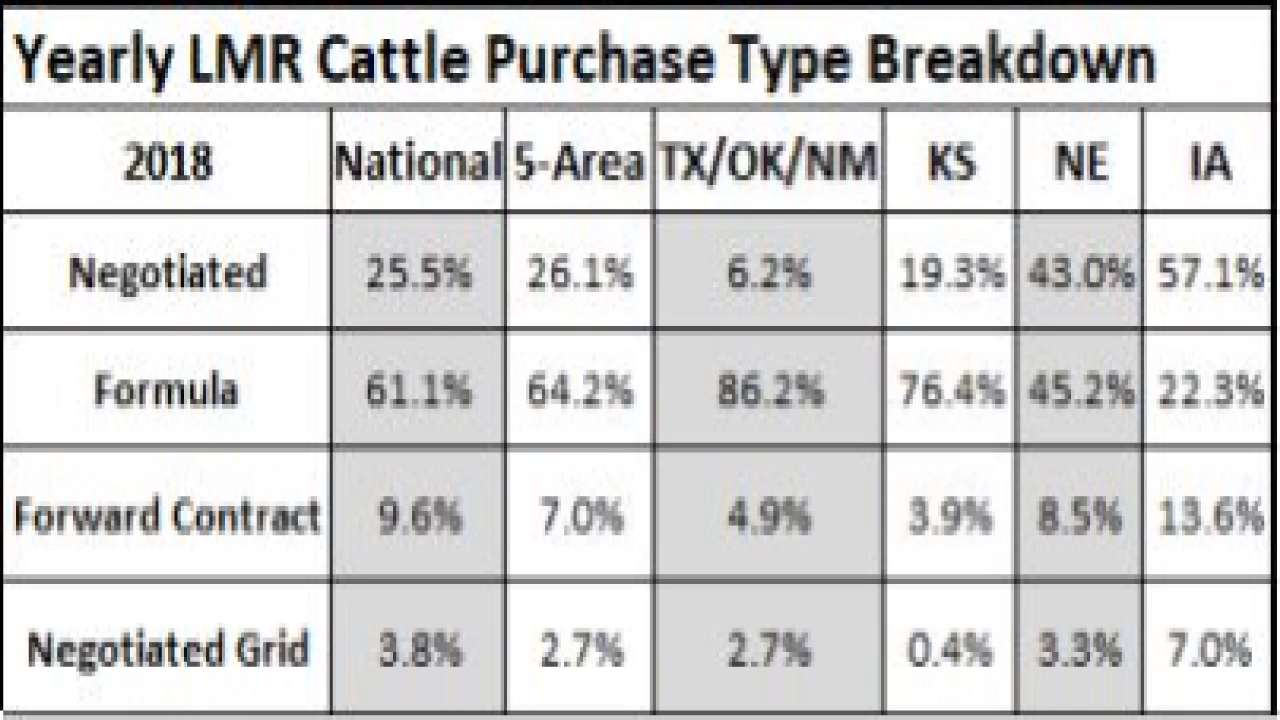 Yearly LMR Cattle Purchase Type Breakdown
2018 National 5-Area TX/OK/NM KS NE IA
Negotiated 25.5% 26.1% 6.2% 19.3% 43.0% 57.1%
Formula 61.1% 64.2% 86.2% 76.4% 45.2% 22.3%
Forward Contract 9.6% 7.0% 4.9% 3.9% 8.5% 13.6%
Negotiated Grid 3.8% 2.7% 2.7% 0.4% 3.3% 7.0%